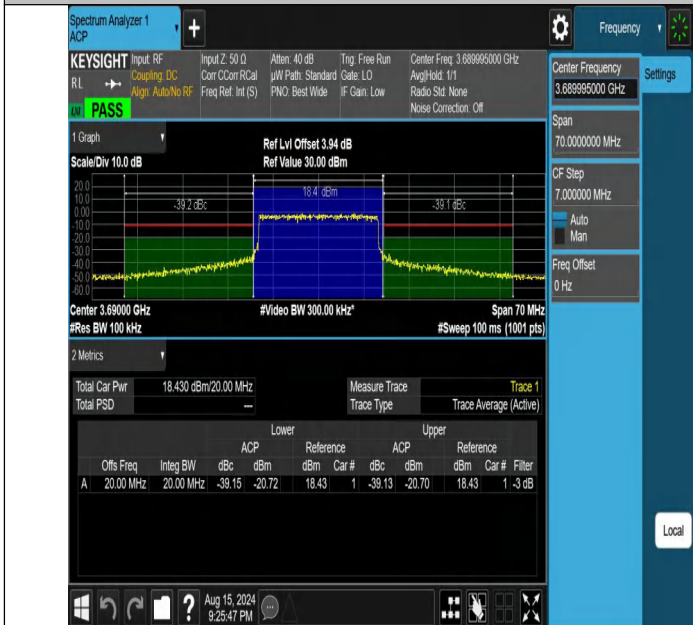 Spectrum Analyzer 1
ACP
+
Frequency
KEYSIGHT
RL
PASS
Input: RF
Coupling: DC
Align: Auto/No RF
Input Z: 50 Ω
Corr CCorr RCal
Freq Ref: Int (S)
Atten: 40 dB
µW Path: Standard
PNO: Best Wide
Trig: Free Run
Gate: LO
IF Gain: Low
Center Freq: 3.689995000 GHz
Avg|Hold: 1/1
Radio Std: None
Noise Correction: Off
Center Frequency
3.689995000 GHz
Settings
Span
70.0000000 MHz
CF Step
7.000000 MHz
Auto
Man
Freq Offset
0 Hz
1 Graph
Scale/Div 10.0 dB
Ref Lvl Offset 3.94 dB
Ref Value 30.00 dBm
20.0
10.0
0.00
-10.0
-20.0
-30.0
-40.0
-50.0
-60.0
-39.2 dBc
18.4 dBm
-39.1 dBc
Center 3.69000 GHz
#Video BW 300.00 kHz*
Span 70 MHz
#Res BW 100 kHz
#Sweep 100 ms (1001 pts)
2 Metrics
Total Car Pwr 18.430 dBm/20.00 MHz
Total PSD ---
Measure Trace Trace 1
Trace Type Trace Average (Active)
Lower Upper
ACP Reference ACP Reference
Offs Freq Integ BW dBc dBm dBm Car # dBc dBm dBm Car # Filter
A 20.00 MHz 20.00 MHz -39.15 -20.72 18.43 1 -39.13 -20.70 18.43 1 -3 dB
Local
?
Aug 15, 2024
9:25:47 PM